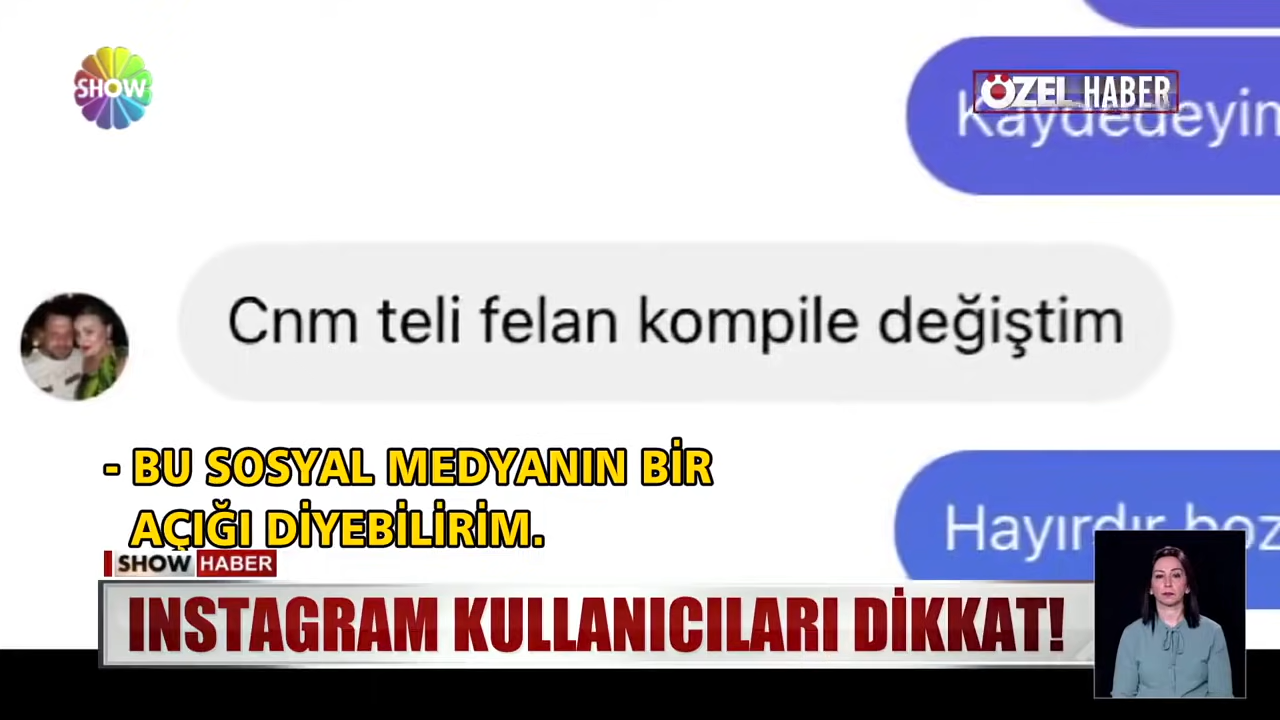 SHOW
ÖZEL HABER
Kaydedeyim
Cnm teli felan kompile değiştim
- BU SOSYAL MEDYANIN BİR
AÇIĞI DİYEBİLİRİM.
Hayırdır
SHOW HABER
INSTAGRAM KULLANICILARI DİKKAT!